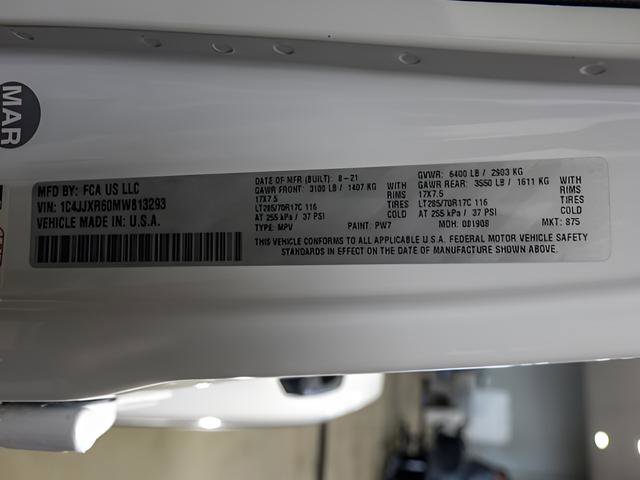 MAR
MFD BY: FCA US LLC
VIN: 1C4JJXR60MW813293
VEHICLE MADE IN U.S.A.
DATE OF MFR (BUILT): 8-21
GAWR FRONT: 3100 LB / 1407 KG WITH
17X7.5 RIMS
LT285/70R17C 116 TIRES
AT 255 kPa / 37 PSI COLD
TYPE: MPV PAINT: PW7
GVWR: 6400 LB / 2903 KG
GAWR REAR: 3550 LB / 1611 KG WITH
17X7.5 RIMS
LT285/70R17C 116 TIRES
AT 255 kPa / 37 PSI COLD
MDH: 081908 MKT: 875
THIS VEHICLE CONFORMS TO ALL APPLICABLE U.S.A. FEDERAL MOTOR VEHICLE SAFETY
STANDARDS IN EFFECT ON THE DATE OF MANUFACTURE SHOWN ABOVE.